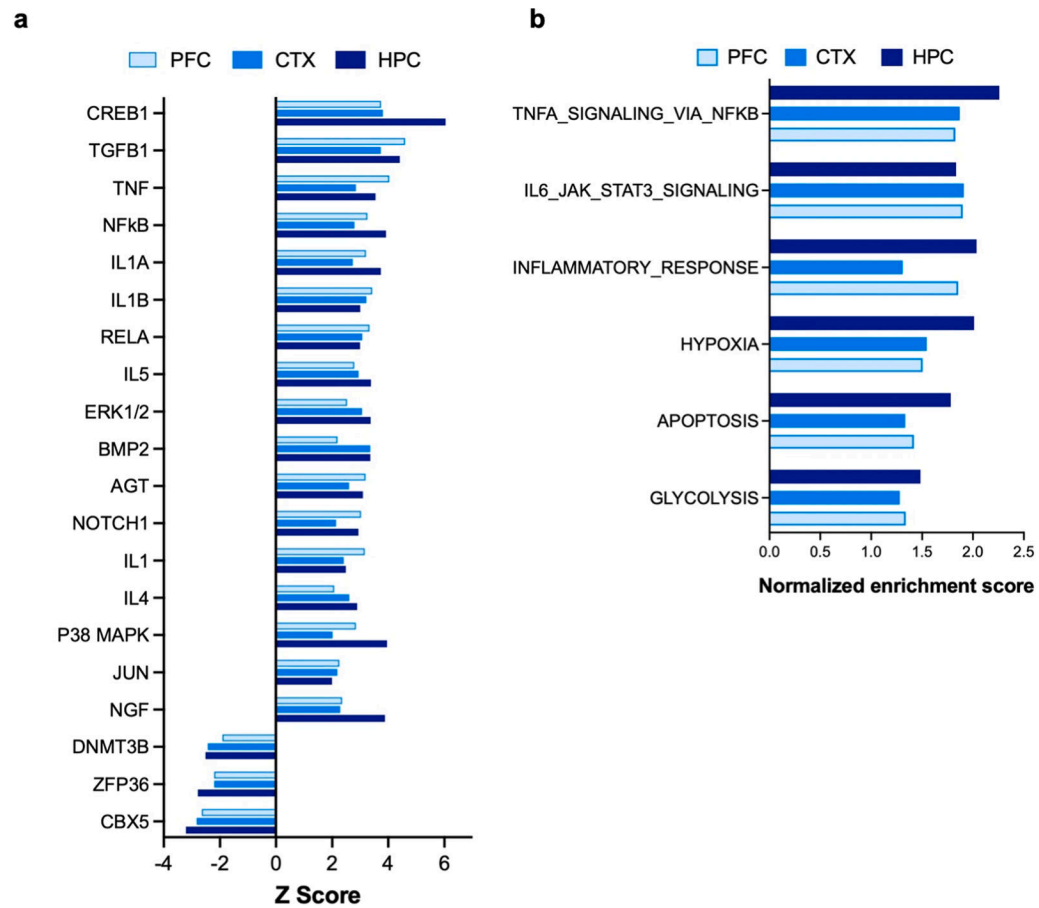 a
PFC CTX HPC
CREB1
TGFB1
TNF
NFkB
IL1A
IL1B
RELA
IL5
ERK1/2
BMP2
AGT
NOTCH1
IL1
IL4
P38 MAPK
JUN
NGF
DNMT3B
ZFP36
CBX5
-4 -2 0 2 4 6
Z Score
b
PFC CTX HPC
TNFA_SIGNALING_VIA_NFKB
IL6_JAK_STAT3_SIGNALING
INFLAMMATORY_RESPONSE
HYPOXIA
APOPTOSIS
GLYCOLYSIS
0.0 0.5 1.0 1.5 2.0 2.5
Normalized enrichment score